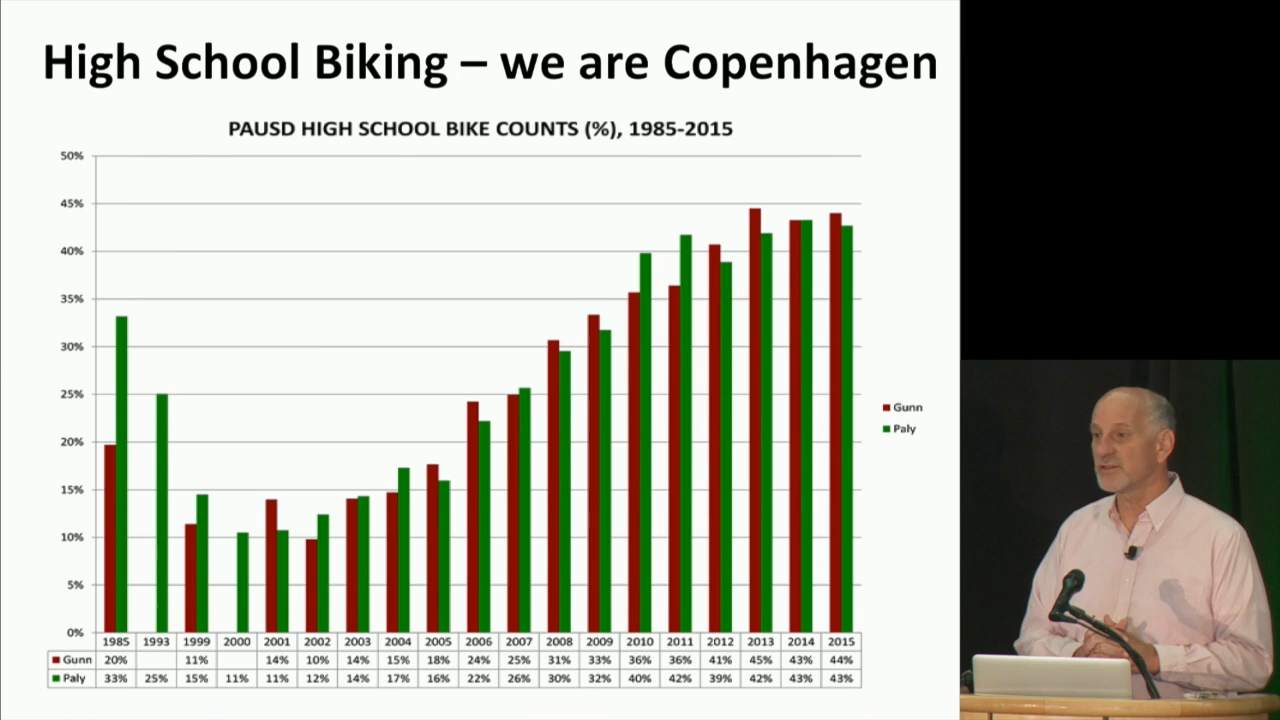 High School Biking – we are Copenhagen
PAUSD HIGH SCHOOL BIKE COUNTS (%), 1985-2015
50%
45%
40%
35%
30%
25%
20%
15%
10%
5%
0%
Gunn
Paly
1985 1993 1999 2000 2001 2002 2003 2004 2005 2006 2007 2008 2009 2010 2011 2012 2013 2014 2015
Gunn 20% 11% 14% 10% 14% 15% 18% 24% 25% 31% 33% 36% 36% 41% 45% 43% 44%
Paly 33% 25% 15% 11% 11% 12% 14% 17% 16% 22% 26% 30% 32% 40% 42% 39% 42% 43% 43%